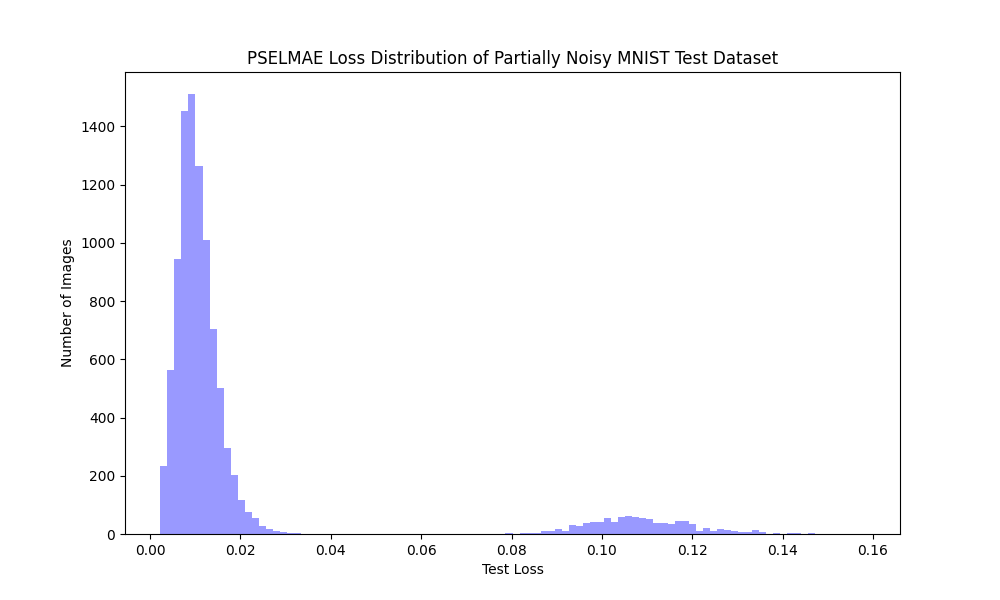 PSELMAE Loss Distribution of Partially Noisy MNIST Test Dataset
1400
1200
1000
800
600
400
200
0
Number of Images
0.00 0.02 0.04 0.06 0.08 0.10 0.12 0.14 0.16
Test Loss